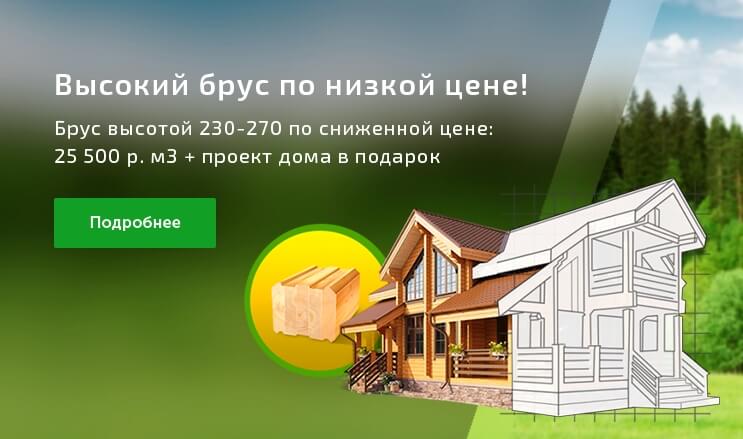 Высокий брус по низкой цене!
Брус высотой 230-270 по сниженной цене:
25 500 р. м3 + проект дома в подарок
Подробнее